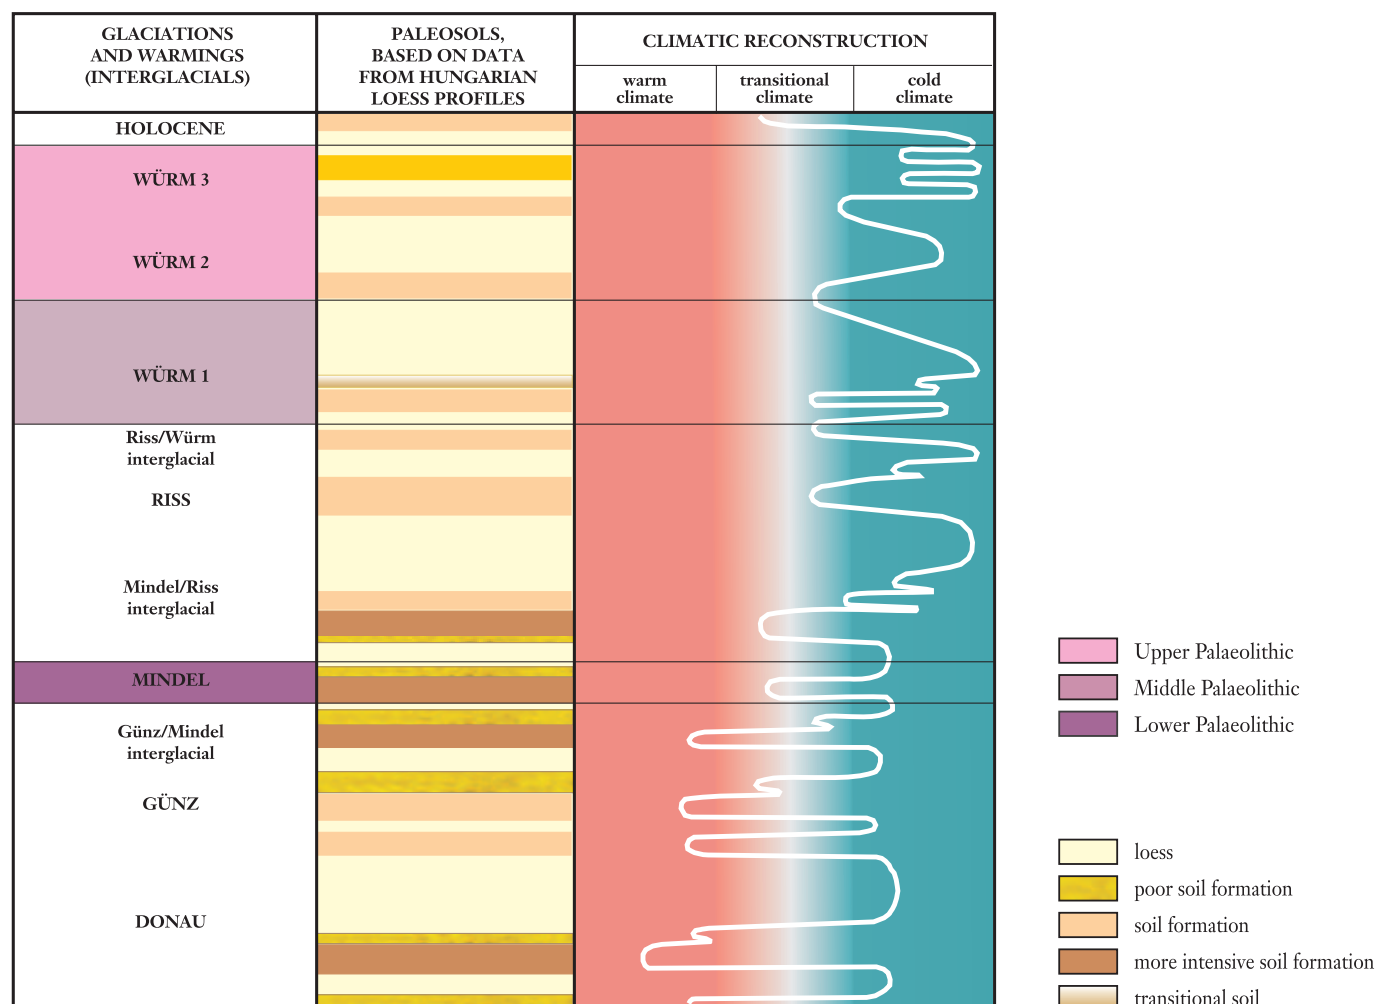 GLACIATIONS
AND WARMINGS
(INTERGLACIALS)
PALEOSOLS,
BASED ON DATA
FROM HUNGARIAN
LOESS PROFILES
CLIMATIC RECONSTRUCTION
warm
climate
transitional
climate
cold
climate
HOLOCENE
WÜRM 3
WÜRM 2
WÜRM 1
Riss/Würm
interglacial
RISS
Mindel/Riss
interglacial
MINDEL
Günz/Mindel
interglacial
GÜNZ
DONAU
Upper Palaeolithic
Middle Palaeolithic
Lower Palaeolithic
loess
poor soil formation
soil formation
more intensive soil formation
transitional soil